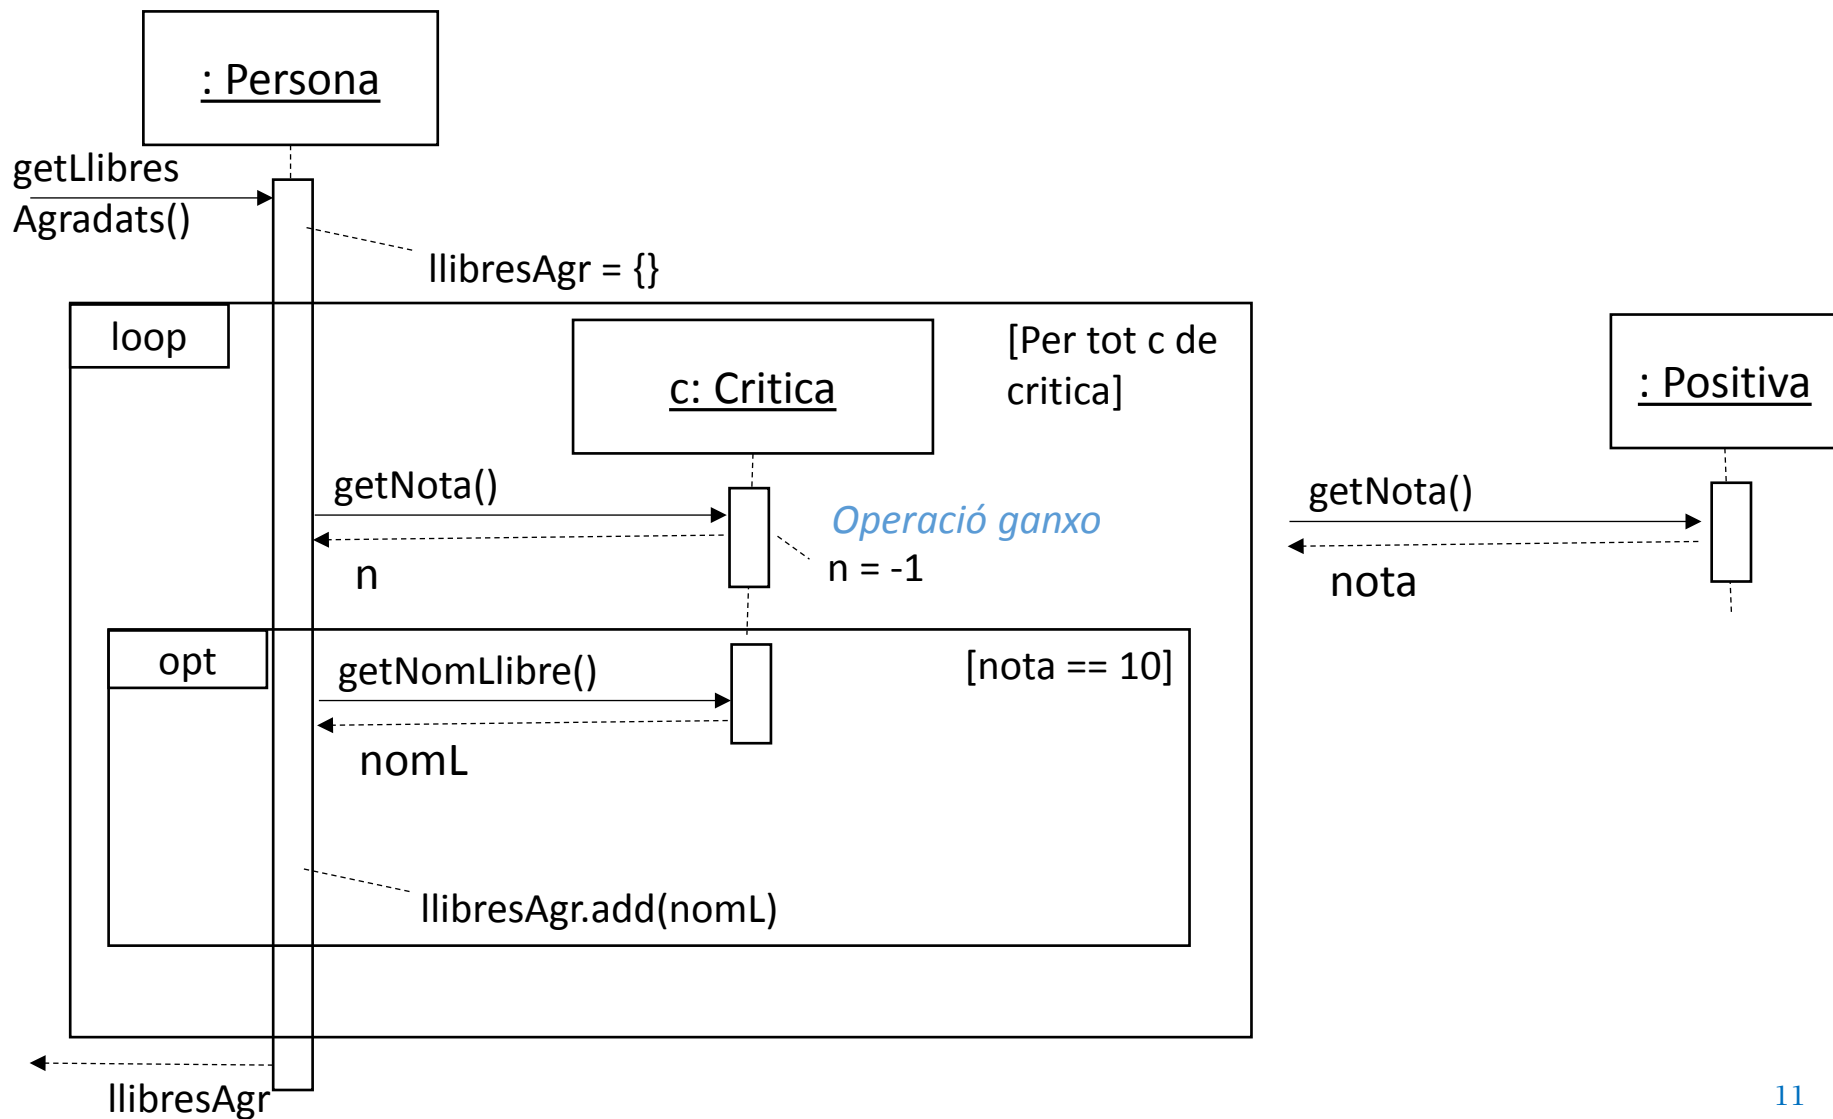 : Persona
getLlibres
Agradats()
llibresAgr = {}
loop
[Per tot c de
critica]
c: Critica
: Positiva
getNota()
Operació ganxo
n = -1
n
getNota()
nota
opt
getNomLlibre()
[nota == 10]
nomL
llibresAgr.add(nomL)
llibresAgr
11